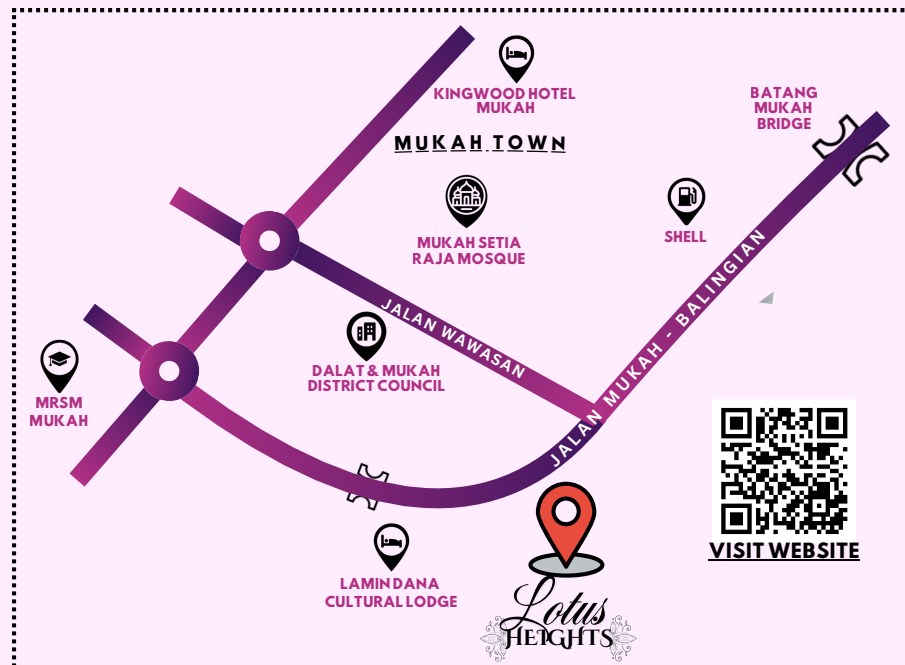 KINGWOOD HOTEL
MUKAH
BATANG
MUKAH
BRIDGE
MUKAH TOWN
MUKAH SETIA
RAJA MOSQUE
SHELL
JALAN WAWASAN
JALAN MUKAH - BALINGIAN
DALAT & MUKAH
DISTRICT COUNCIL
MRSM
MUKAH
LAMIN DANA
CULTURAL LODGE
Lotus
HEIGHTS
VISIT WEBSITE